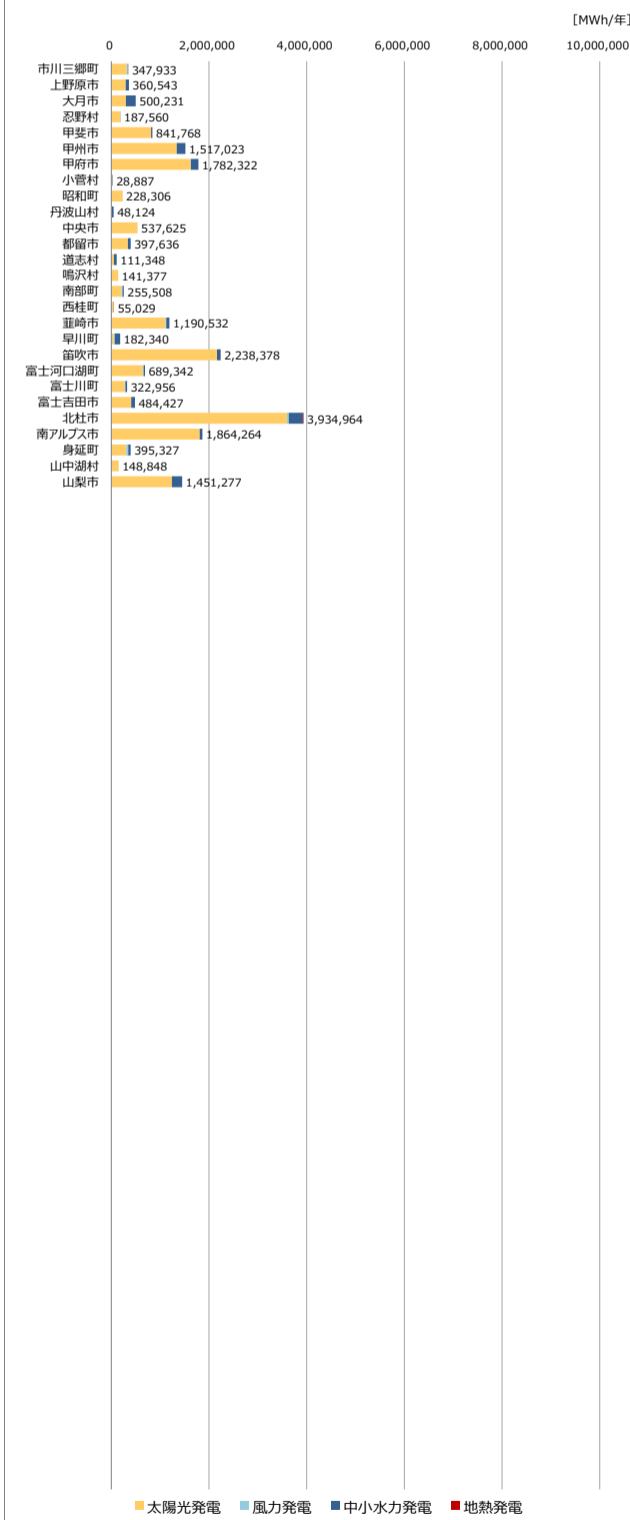 [MWh/年]
0 2,000,000 4,000,000 6,000,000 8,000,000 10,000,000
市川三郷町 347,933
上野原市 360,543
大月市 500,231
忍野村 187,560
甲斐市 841,768
甲州市 1,517,023
甲府市 1,782,322
小菅村 28,887
昭和町 228,306
丹波山村 48,124
中央市 537,625
都留市 397,636
道志村 111,348
鳴沢村 141,377
南部町 255,508
西桂町 55,029
韮崎市 1,190,532
早川町 182,340
笛吹市 2,238,378
富士河口湖町 689,342
富士川町 322,956
富士吉田市 484,427
北杜市 3,934,964
南アルプス市 1,864,264
身延町 395,327
山中湖村 148,848
山梨市 1,451,277
太陽光発電 風力発電 中小水力発電 地熱発電